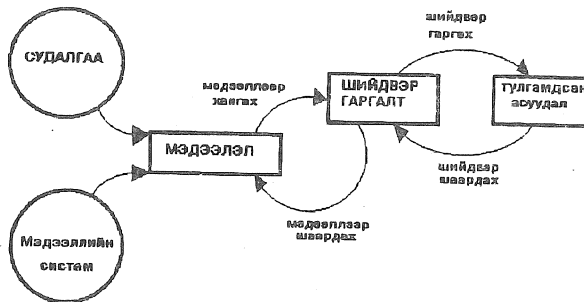 СУДАЛГАА
мэдээллээр
хангах
ШИЙДВЭР
ГАРГАЛТ
шийдвэр
гаргах
тулгамдсан
асуудал
МЭДЭЭЛЭЛ
шийдвэр
шаардах
мэдээллээр
шаардах
Мэдээллийн
систем